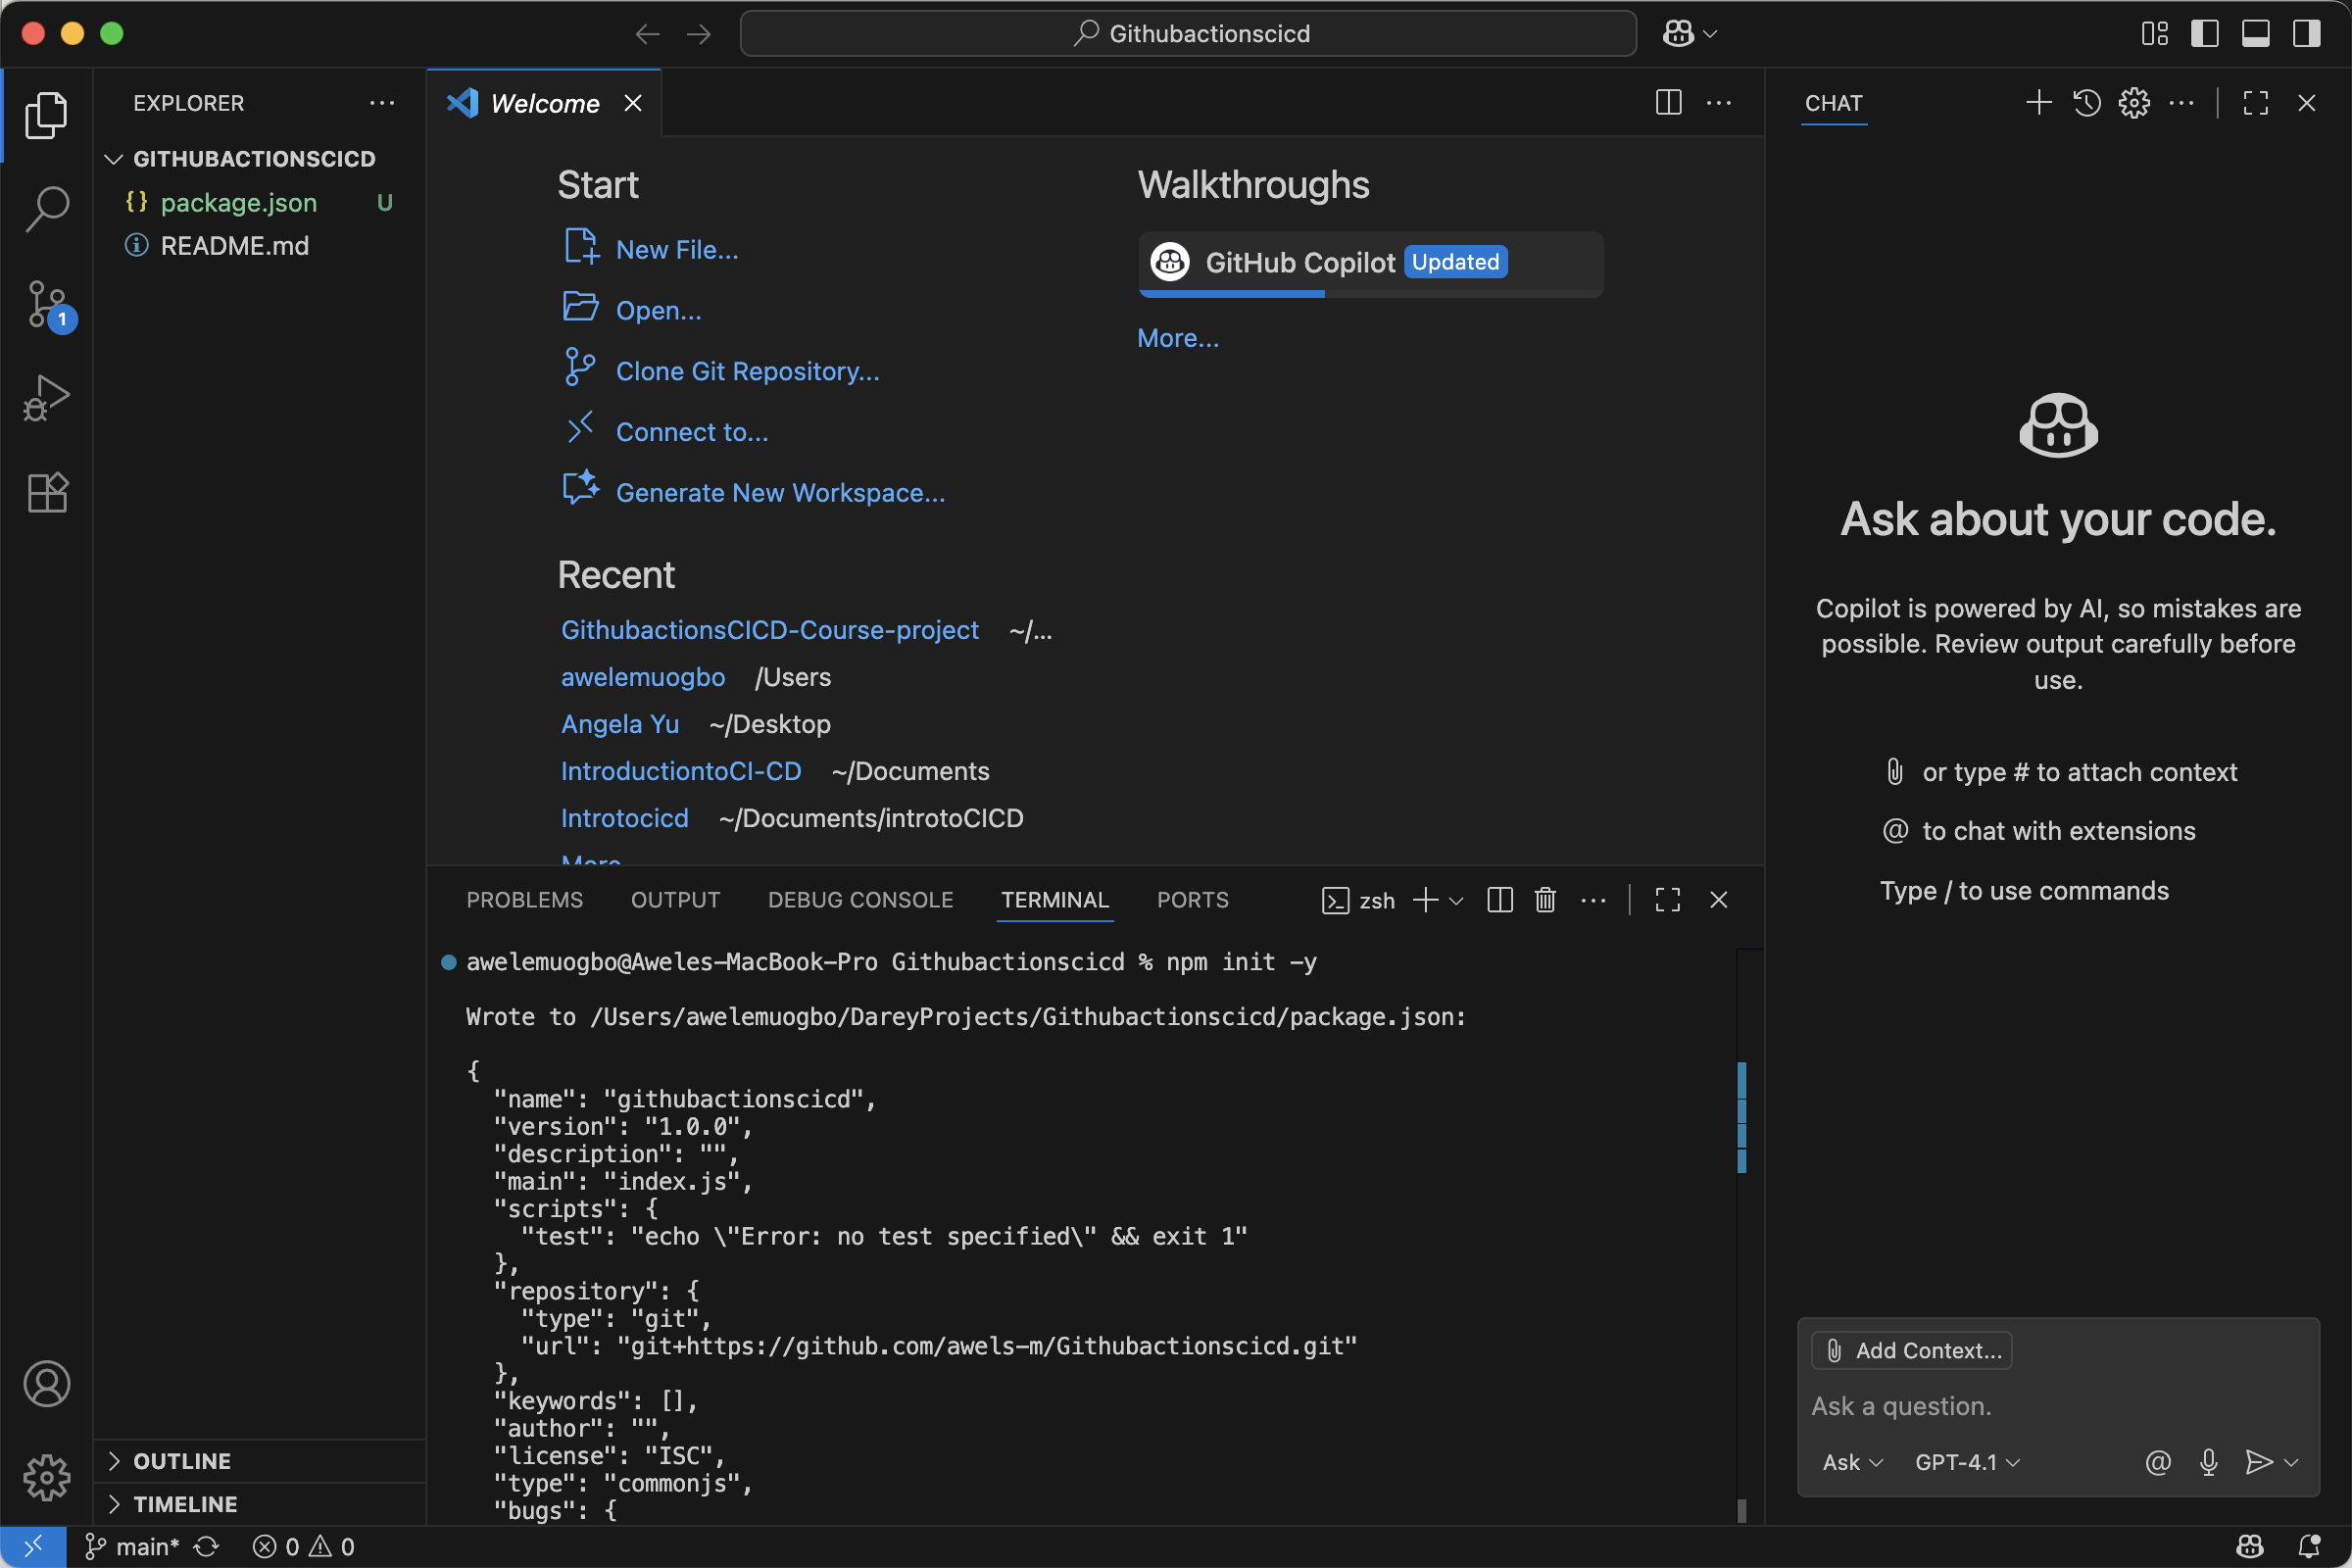 Githubactionscicd
EXPLORER
GITHUBACTIONSCICD
{} package.json U
README.md
1
Welcome
Start
New File...
Open...
Clone Git Repository...
Connect to...
Generate New Workspace...
Recent
GithubactionsCICD-Course-project ~/...
awelemuogbo /Users
Angela Yu ~/Desktop
IntroductiontoCI-CD ~/Documents
Introtocicd ~/Documents/introtoCICD
More...
Walkthroughs
GitHub Copilot Updated
More...
PROBLEMS OUTPUT DEBUG CONSOLE TERMINAL PORTS zsh
awelemuogbo@Aweles-MacBook-Pro Githubactionscicd % npm init -y
Wrote to /Users/awelemuogbo/DareyProjects/Githubactionscicd/package.json:
{
"name": "githubactionscicd",
"version": "1.0.0",
"description": "",
"main": "index.js",
"scripts": {
"test": "echo \"Error: no test specified\" && exit 1"
},
"repository": {
"type": "git",
"url": "git+https://github.com/awels-m/Githubactionscicd.git"
},
"keywords": [],
"author": "",
"license": "ISC",
"type": "commonjs",
"bugs": {
CHAT
Ask about your code.
Copilot is powered by AI, so mistakes are
possible. Review output carefully before
use.
or type # to attach context
@ to chat with extensions
Type / to use commands
Add Context...
Ask a question.
Ask GPT-4.1 @
OUTLINE
TIMELINE
main* 0 0